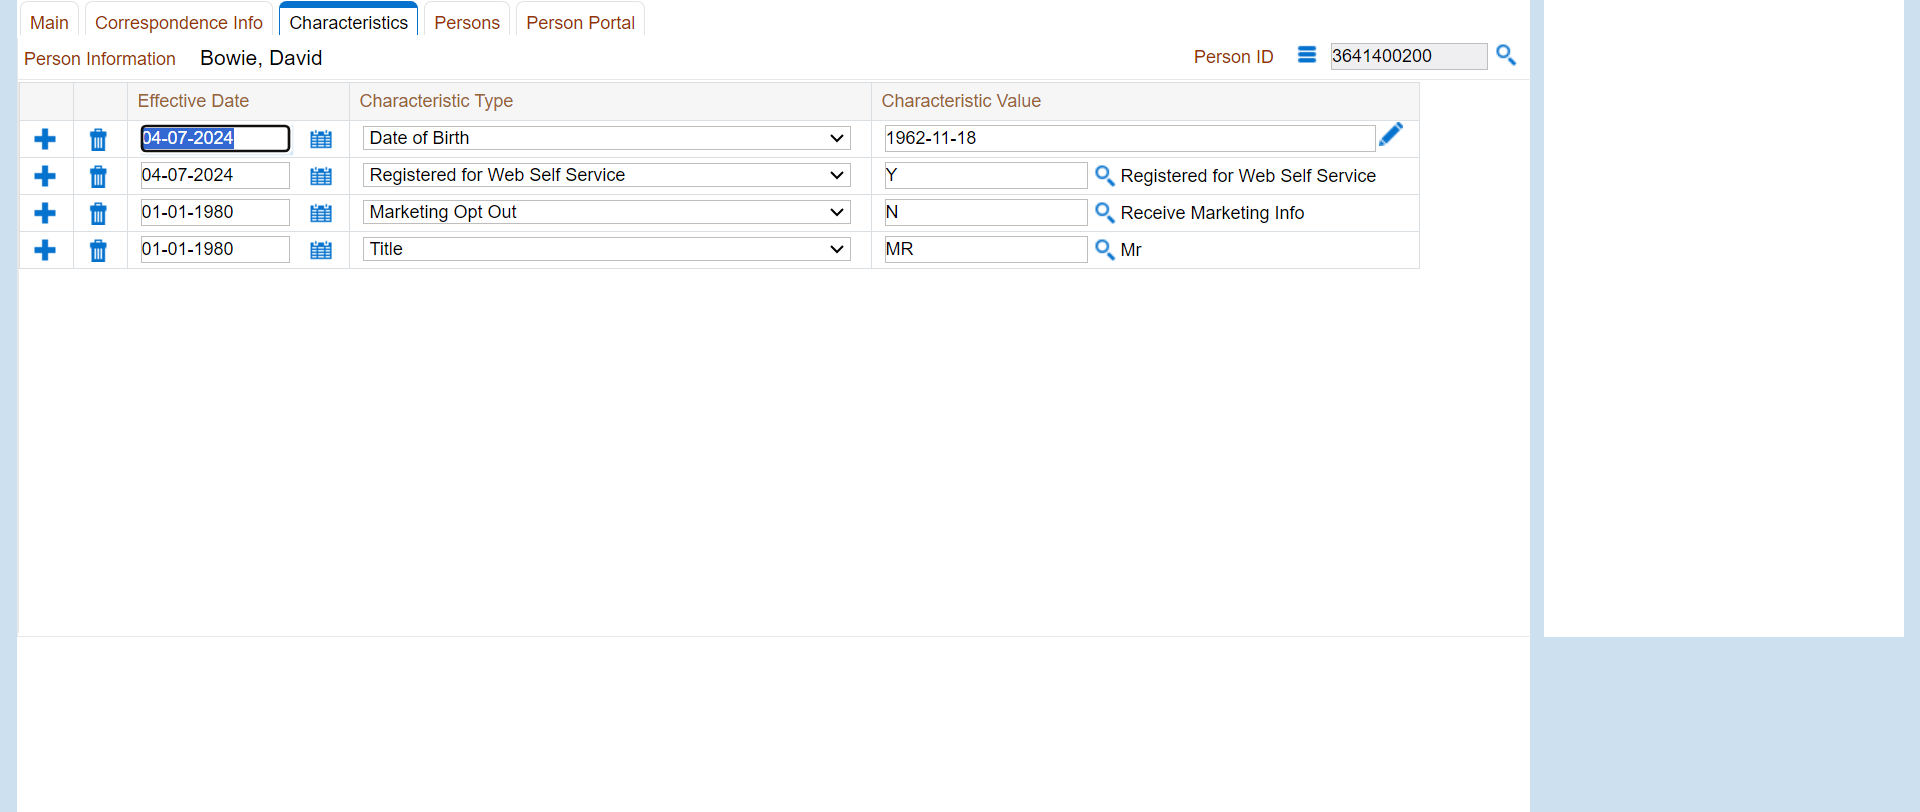 Main Correspondence Info Characteristics Persons Person Portal
Person Information Bowie, David Person ID 3641400200
Effective Date Characteristic Type Characteristic Value
04-07-2024 Date of Birth 1962-11-18
04-07-2024 Registered for Web Self Service Y Registered for Web Self Service
01-01-1980 Marketing Opt Out N Receive Marketing Info
01-01-1980 Title MR Mr